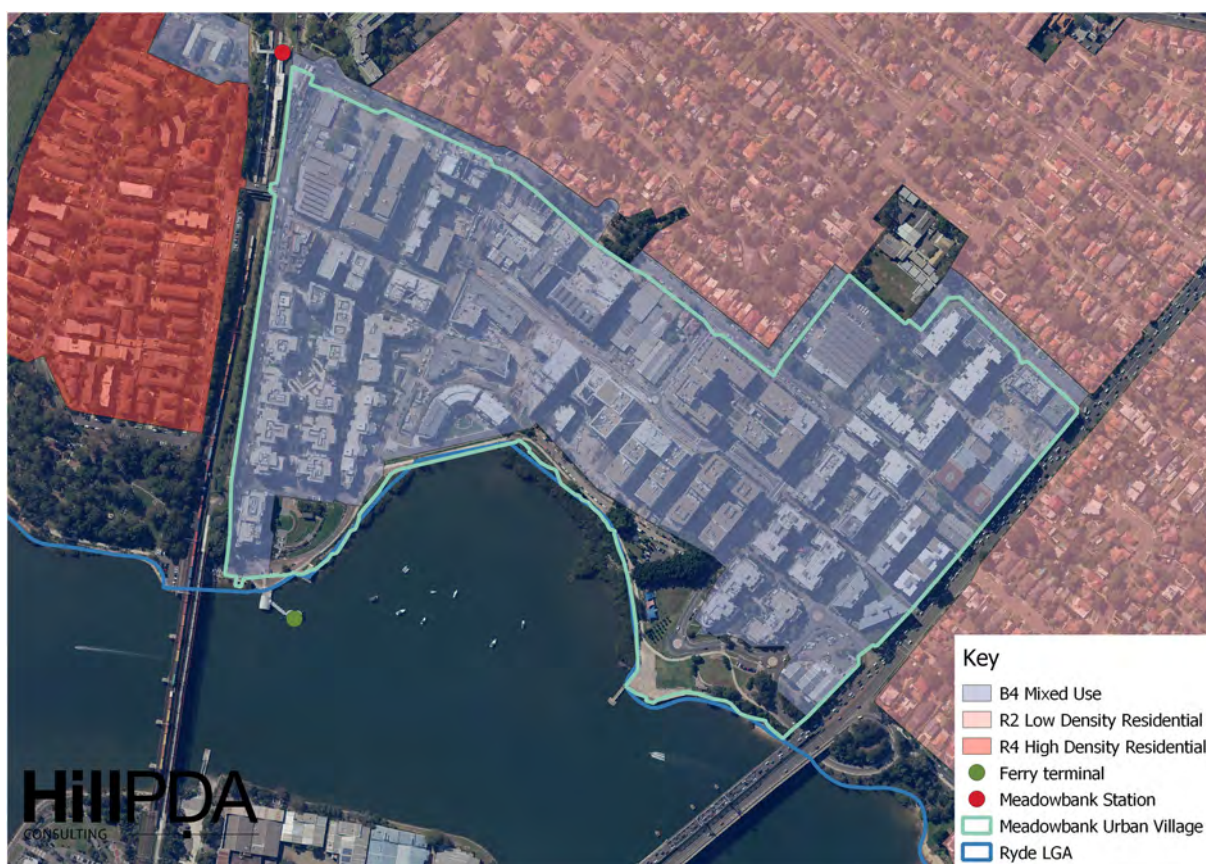 Key
B4 Mixed Use
R2 Low Density Residential
R4 High Density Residential
Ferry terminal
Meadowbank Station
Meadowbank Urban Village
Ryde LGA
HillPDA
CONSULTING